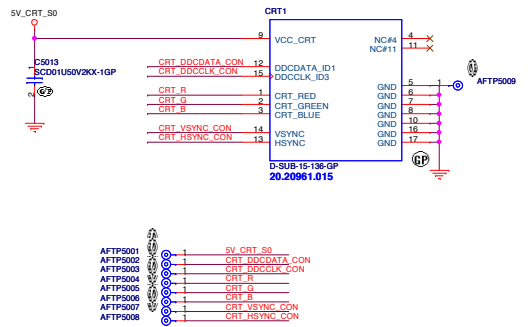 5V_CRT_S0
CRT1
9 VCC_CRT
NC#4 4
NC#11 11
C5013
SCD01U50V2KX-1GP
1
2
CRT_DDCDATA_CON 12 DDCDATA_ID1
CRT_DDCCLK_CON 15 DDCCLK_ID3
CRT_R 1 CRT_RED
CRT_G 2 CRT_GREEN
CRT_B 3 CRT_BLUE
CRT_VSYNC_CON 14 VSYNC
CRT_HSYNC_CON 13 HSYNC
GND 5 1 AFTP5009
GND 6
GND 7
GND 8
GND 10
GND 16
GND 17
GP
D-SUB-15-136-GP
20.20961.015
AFTP5001 1 5V_CRT_S0
AFTP5002 1 CRT_DDCDATA_CON
AFTP5003 1 CRT_DDCCLK_CON
AFTP5004 1 CRT_R
AFTP5005 1 CRT_G
AFTP5006 1 CRT_B
AFTP5007 1 CRT_VSYNC_CON
AFTP5008 1 CRT_HSYNC_CON